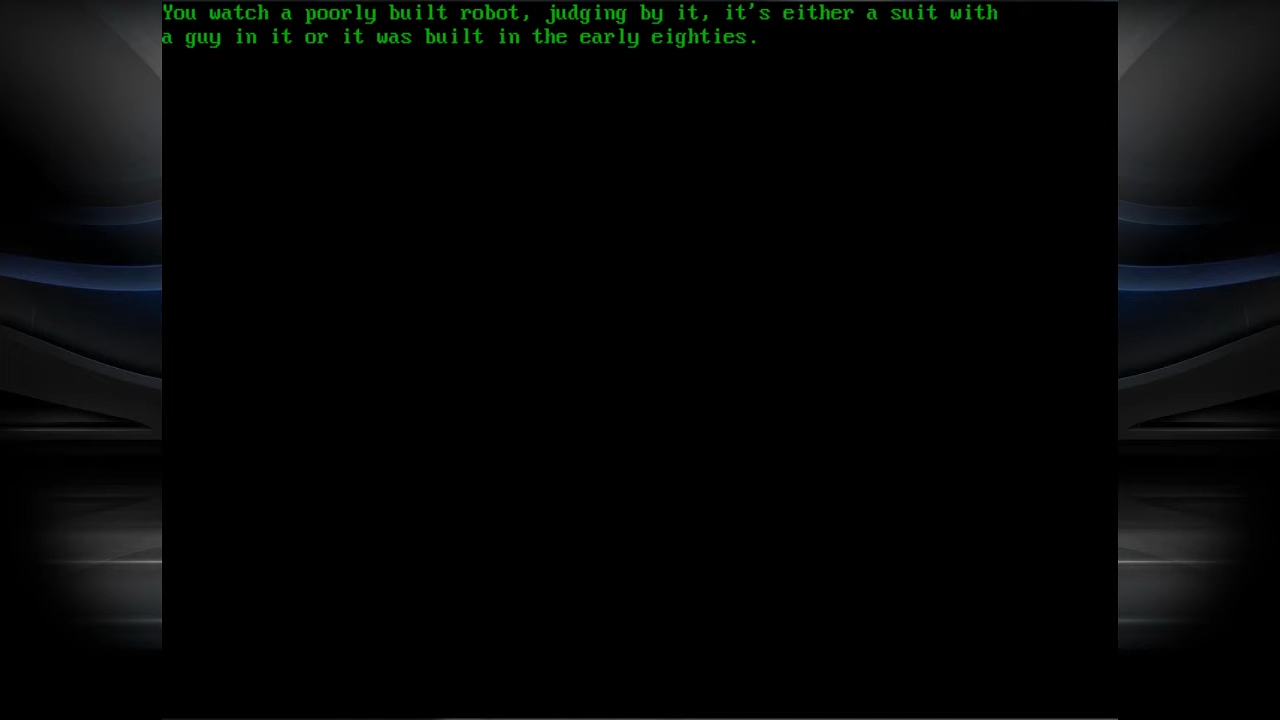 You watch a poorly built robot, judging by it, it's either a suit with
a guy in it or it was built in the early eighties.